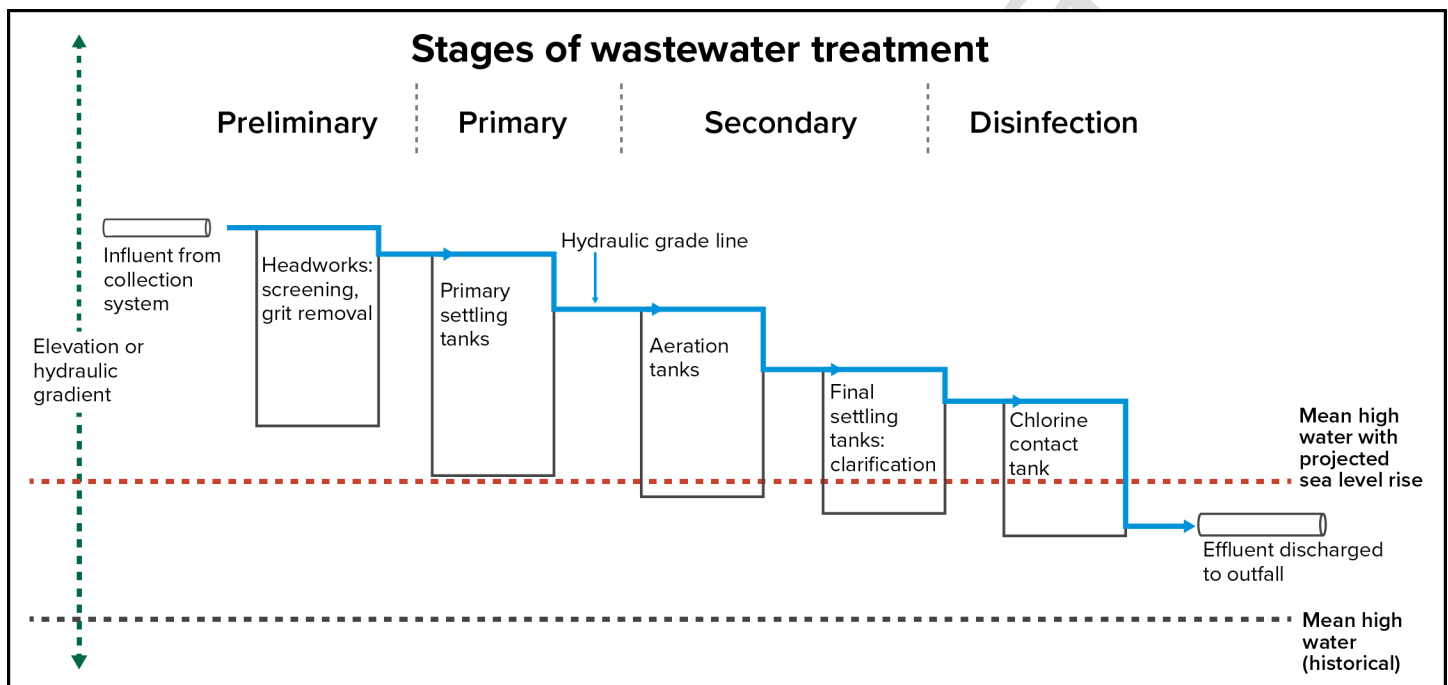 Stages of wastewater treatment
Preliminary
Primary
Secondary
Disinfection
Influent from
collection
system
Headworks:
screening,
grit removal
Primary
settling
tanks
Hydraulic grade line
Aeration
tanks
Final
settling
tanks:
clarification
Chlorine
contact
tank
Elevation or
hydraulic
gradient
Mean high
water with
projected
sea level rise
Effluent discharged
to outfall
Mean high
water
(historical)